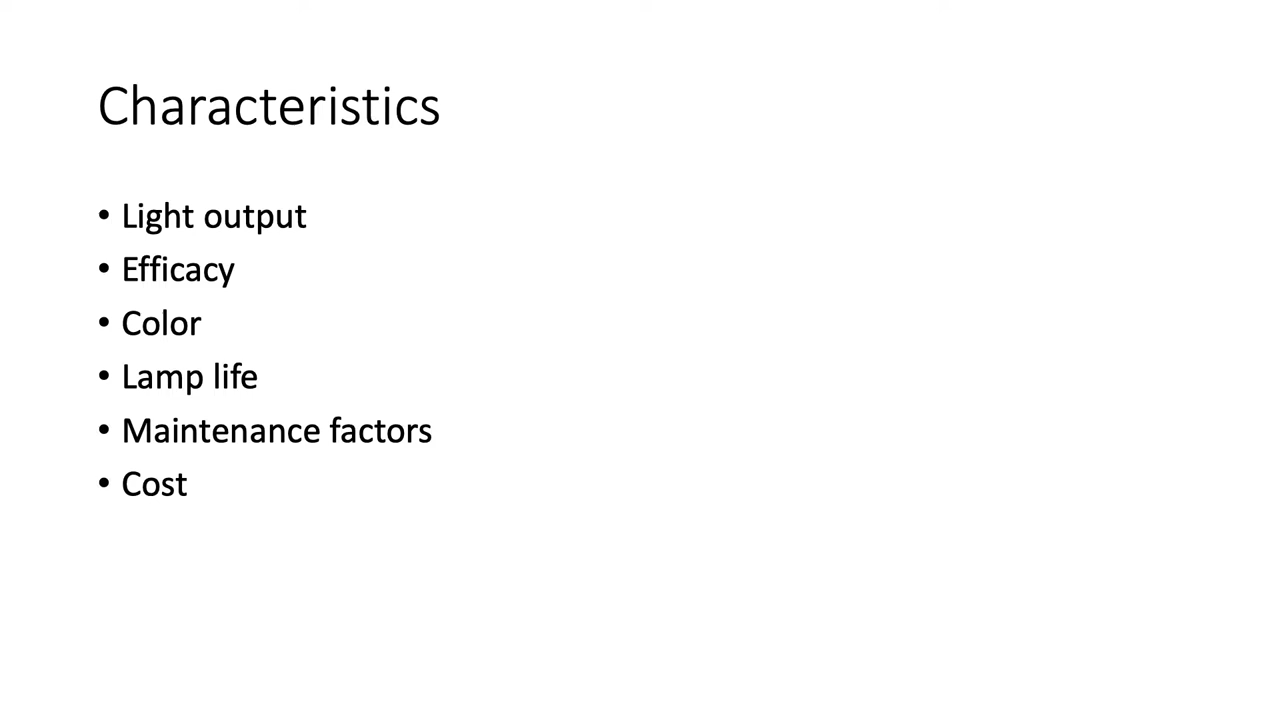 Characteristics
• Light output
• Efficacy
• Color
• Lamp life
• Maintenance factors
• Cost